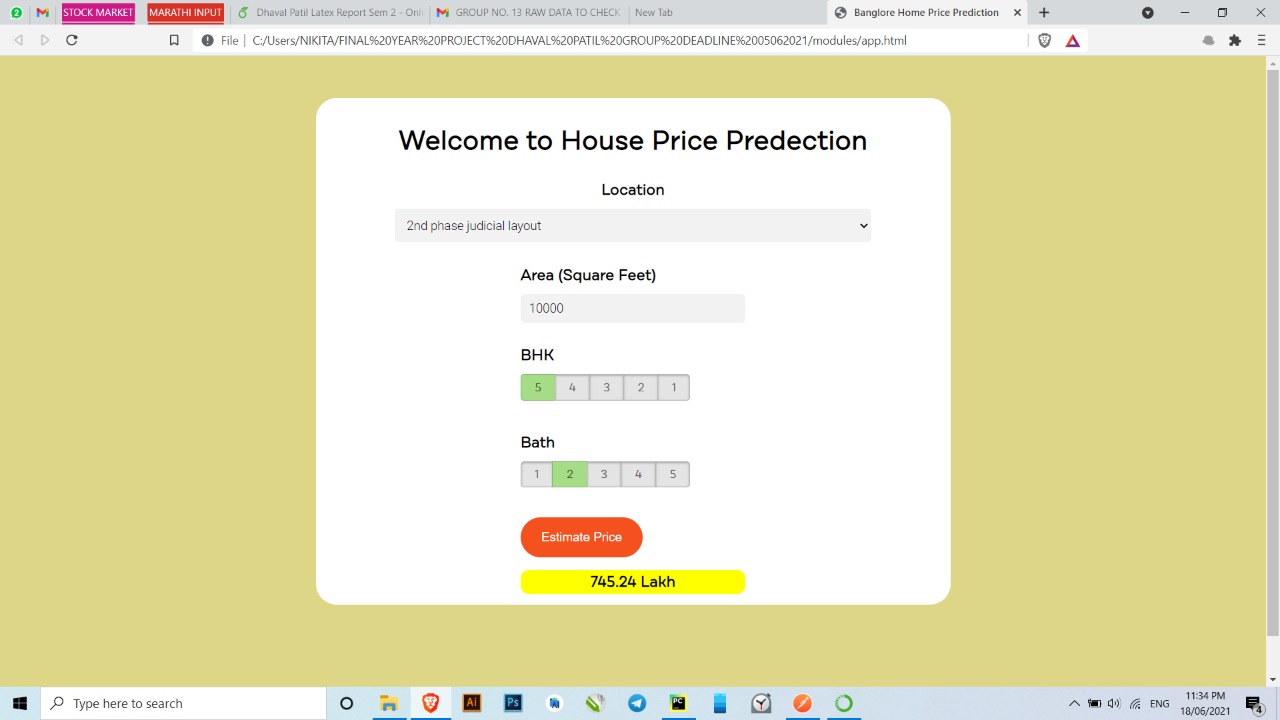 2
STOCK MARKET
MARATHI INPUT
Dhaval Patil Latex Report Sem 2 - Onli
GROUP NO. 13 RAW DATA TO CHECK
New Tab
Banglore Home Price Prediction
File
C:/Users/NIKITA/FINAL%20YEAR%20PROJECT%20DHAVAL%20PATIL%20GROUP%20DEADLINE%2005062021/modules/app.html
Welcome to House Price Predection
Location
2nd phase judicial layout
Area (Square Feet)
10000
BHK
5 4 3 2 1
Bath
1 2 3 4 5
Estimate Price
745.24 Lakh
Type here to search
Ai
Ps
PC
ENG
11:34 PM
18/06/2021
4